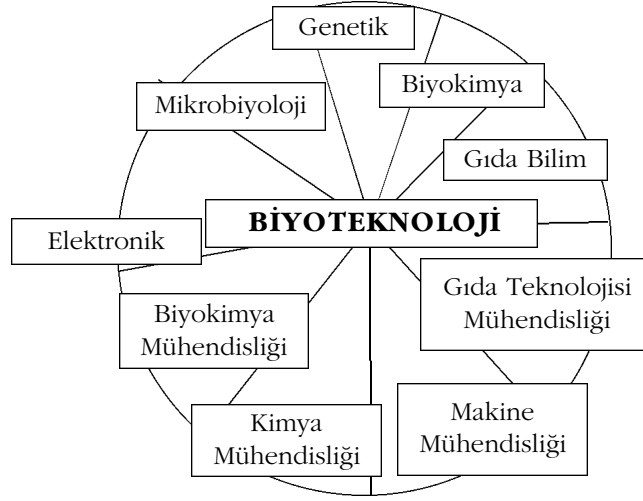 Genetik
Biyokimya
Mikrobiyoloji
Gıda Bilim
BİYOTEKNOLOJİ
Elektronik
Gıda Teknolojisi
Mühendisliği
Biyokimya
Mühendisliği
Makine
Mühendisliği
Kimya
Mühendisliği